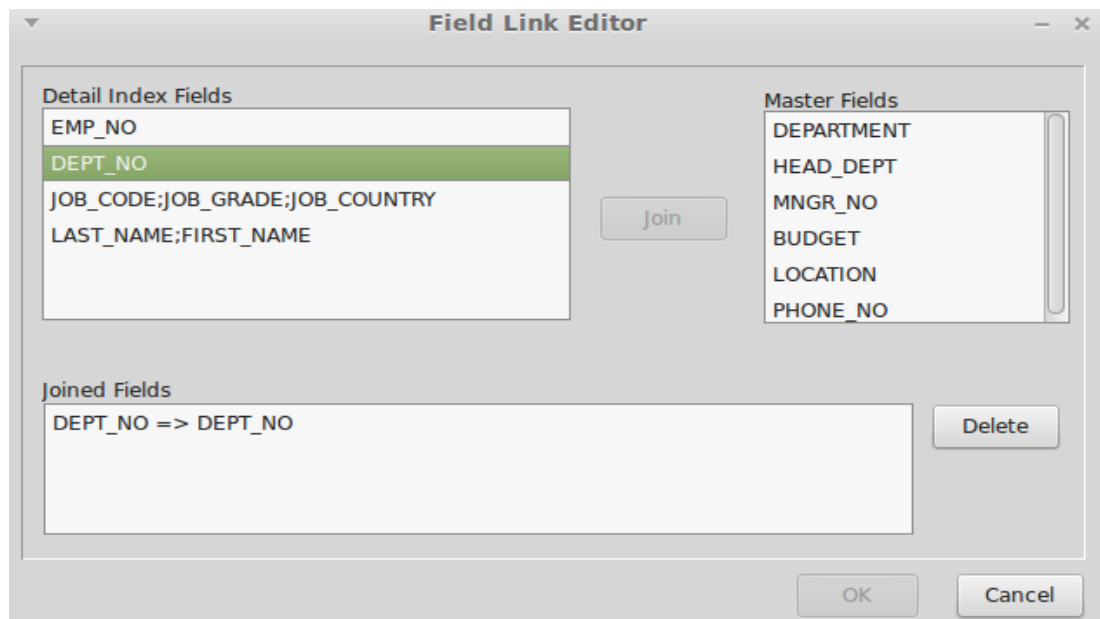 Field Link Editor
Detail Index Fields
EMP_NO
DEPT_NO
JOB_CODE;JOB_GRADE;JOB_COUNTRY
LAST_NAME;FIRST_NAME
Join
Master Fields
DEPARTMENT
HEAD_DEPT
MNGR_NO
BUDGET
LOCATION
PHONE_NO
Joined Fields
DEPT_NO => DEPT_NO
Delete
OK
Cancel